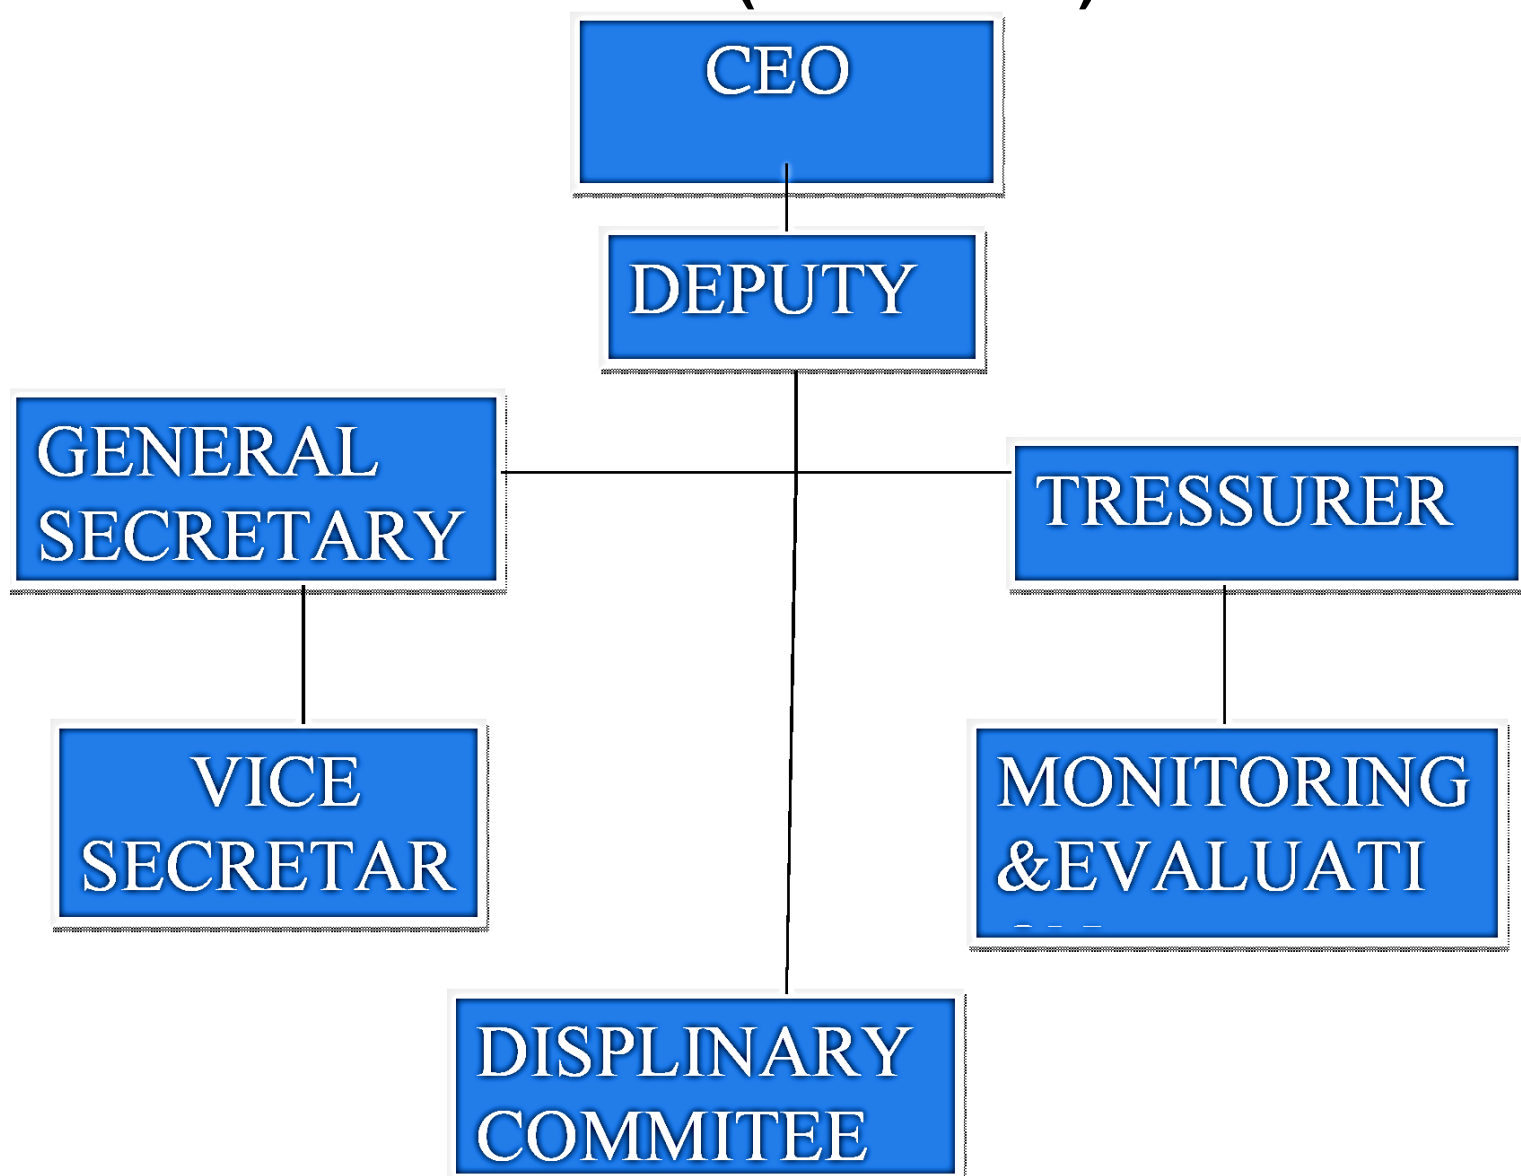 CEO
DEPUTY
GENERAL
SECRETARY
TRESSURER
VICE
SECRETAR
MONITORING
&EVALUATI
DISPLINARY
COMMITEE